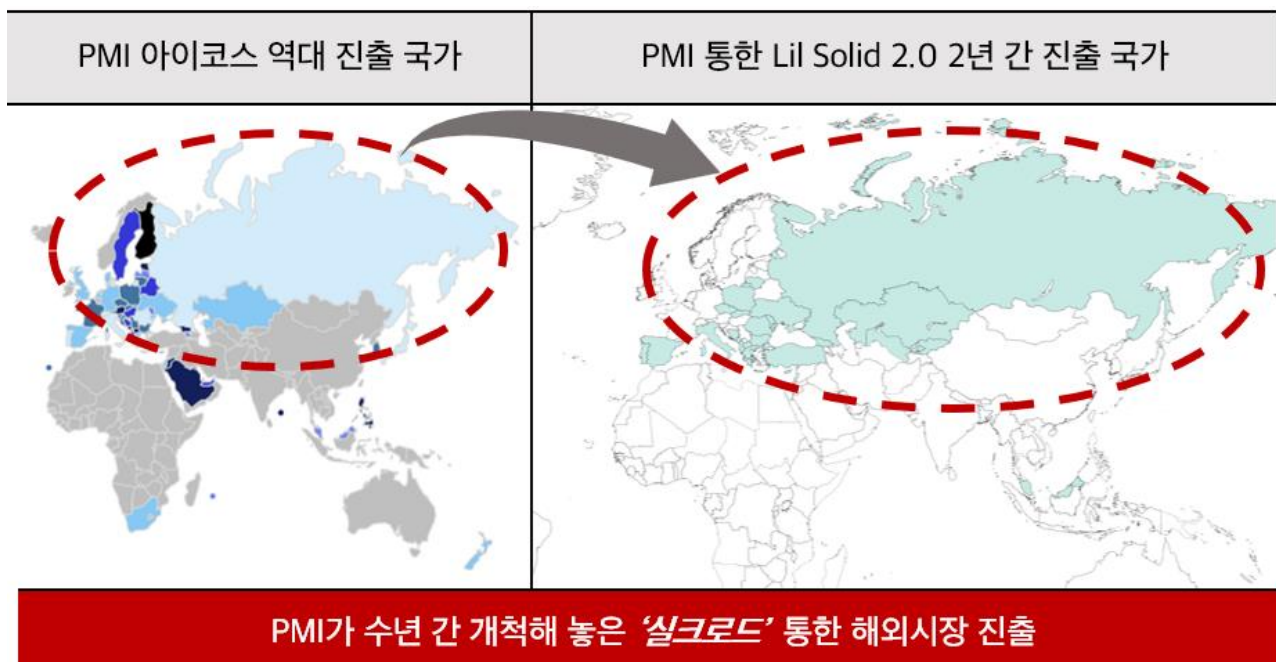 PMI 아이코스 역대 진출 국가
PMI 통한 Lil Solid 2.0 2년 간 진출 국가
PMI가 수년 간 개척해 놓은 ‘실크로드’ 통한 해외시장 진출